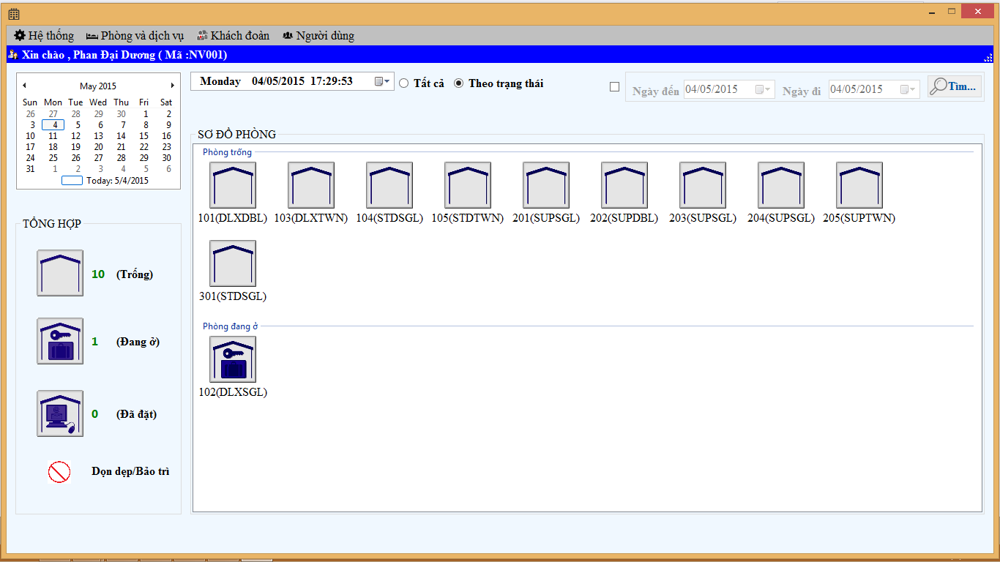 Hệ thống Phòng và dịch vụ Khách đoàn Người dùng
Xin chào , Phan Đại Dương ( Mã :NV001)
May 2015
Sun Mon Tue Wed Thu Fri Sat
26 27 28 29 30 1 2
3 4 5 6 7 8 9
10 11 12 13 14 15 16
17 18 19 20 21 22 23
24 25 26 27 28 29 30
31 1 2 3 4 5 6
Today: 5/4/2015
Monday 04/05/2015 17:29:53
Tất cả Theo trạng thái
Ngày đến 04/05/2015 Ngày đi 04/05/2015 Tìm...
TỔNG HỢP
10 (Trống)
1 (Đang ở)
0 (Đã đặt)
Dọn dẹp/Bảo trì
SƠ ĐỒ PHÒNG
Phòng trống
101(DLXDBL) 103(DLXTWN) 104(STDSGL) 105(STDTWN) 201(SUPSGL) 202(SUPDBL) 203(SUPSGL) 204(SUPSGL) 205(SUPTWN)
301(STDSGL)
Phòng đang ở
102(DLXSGL)